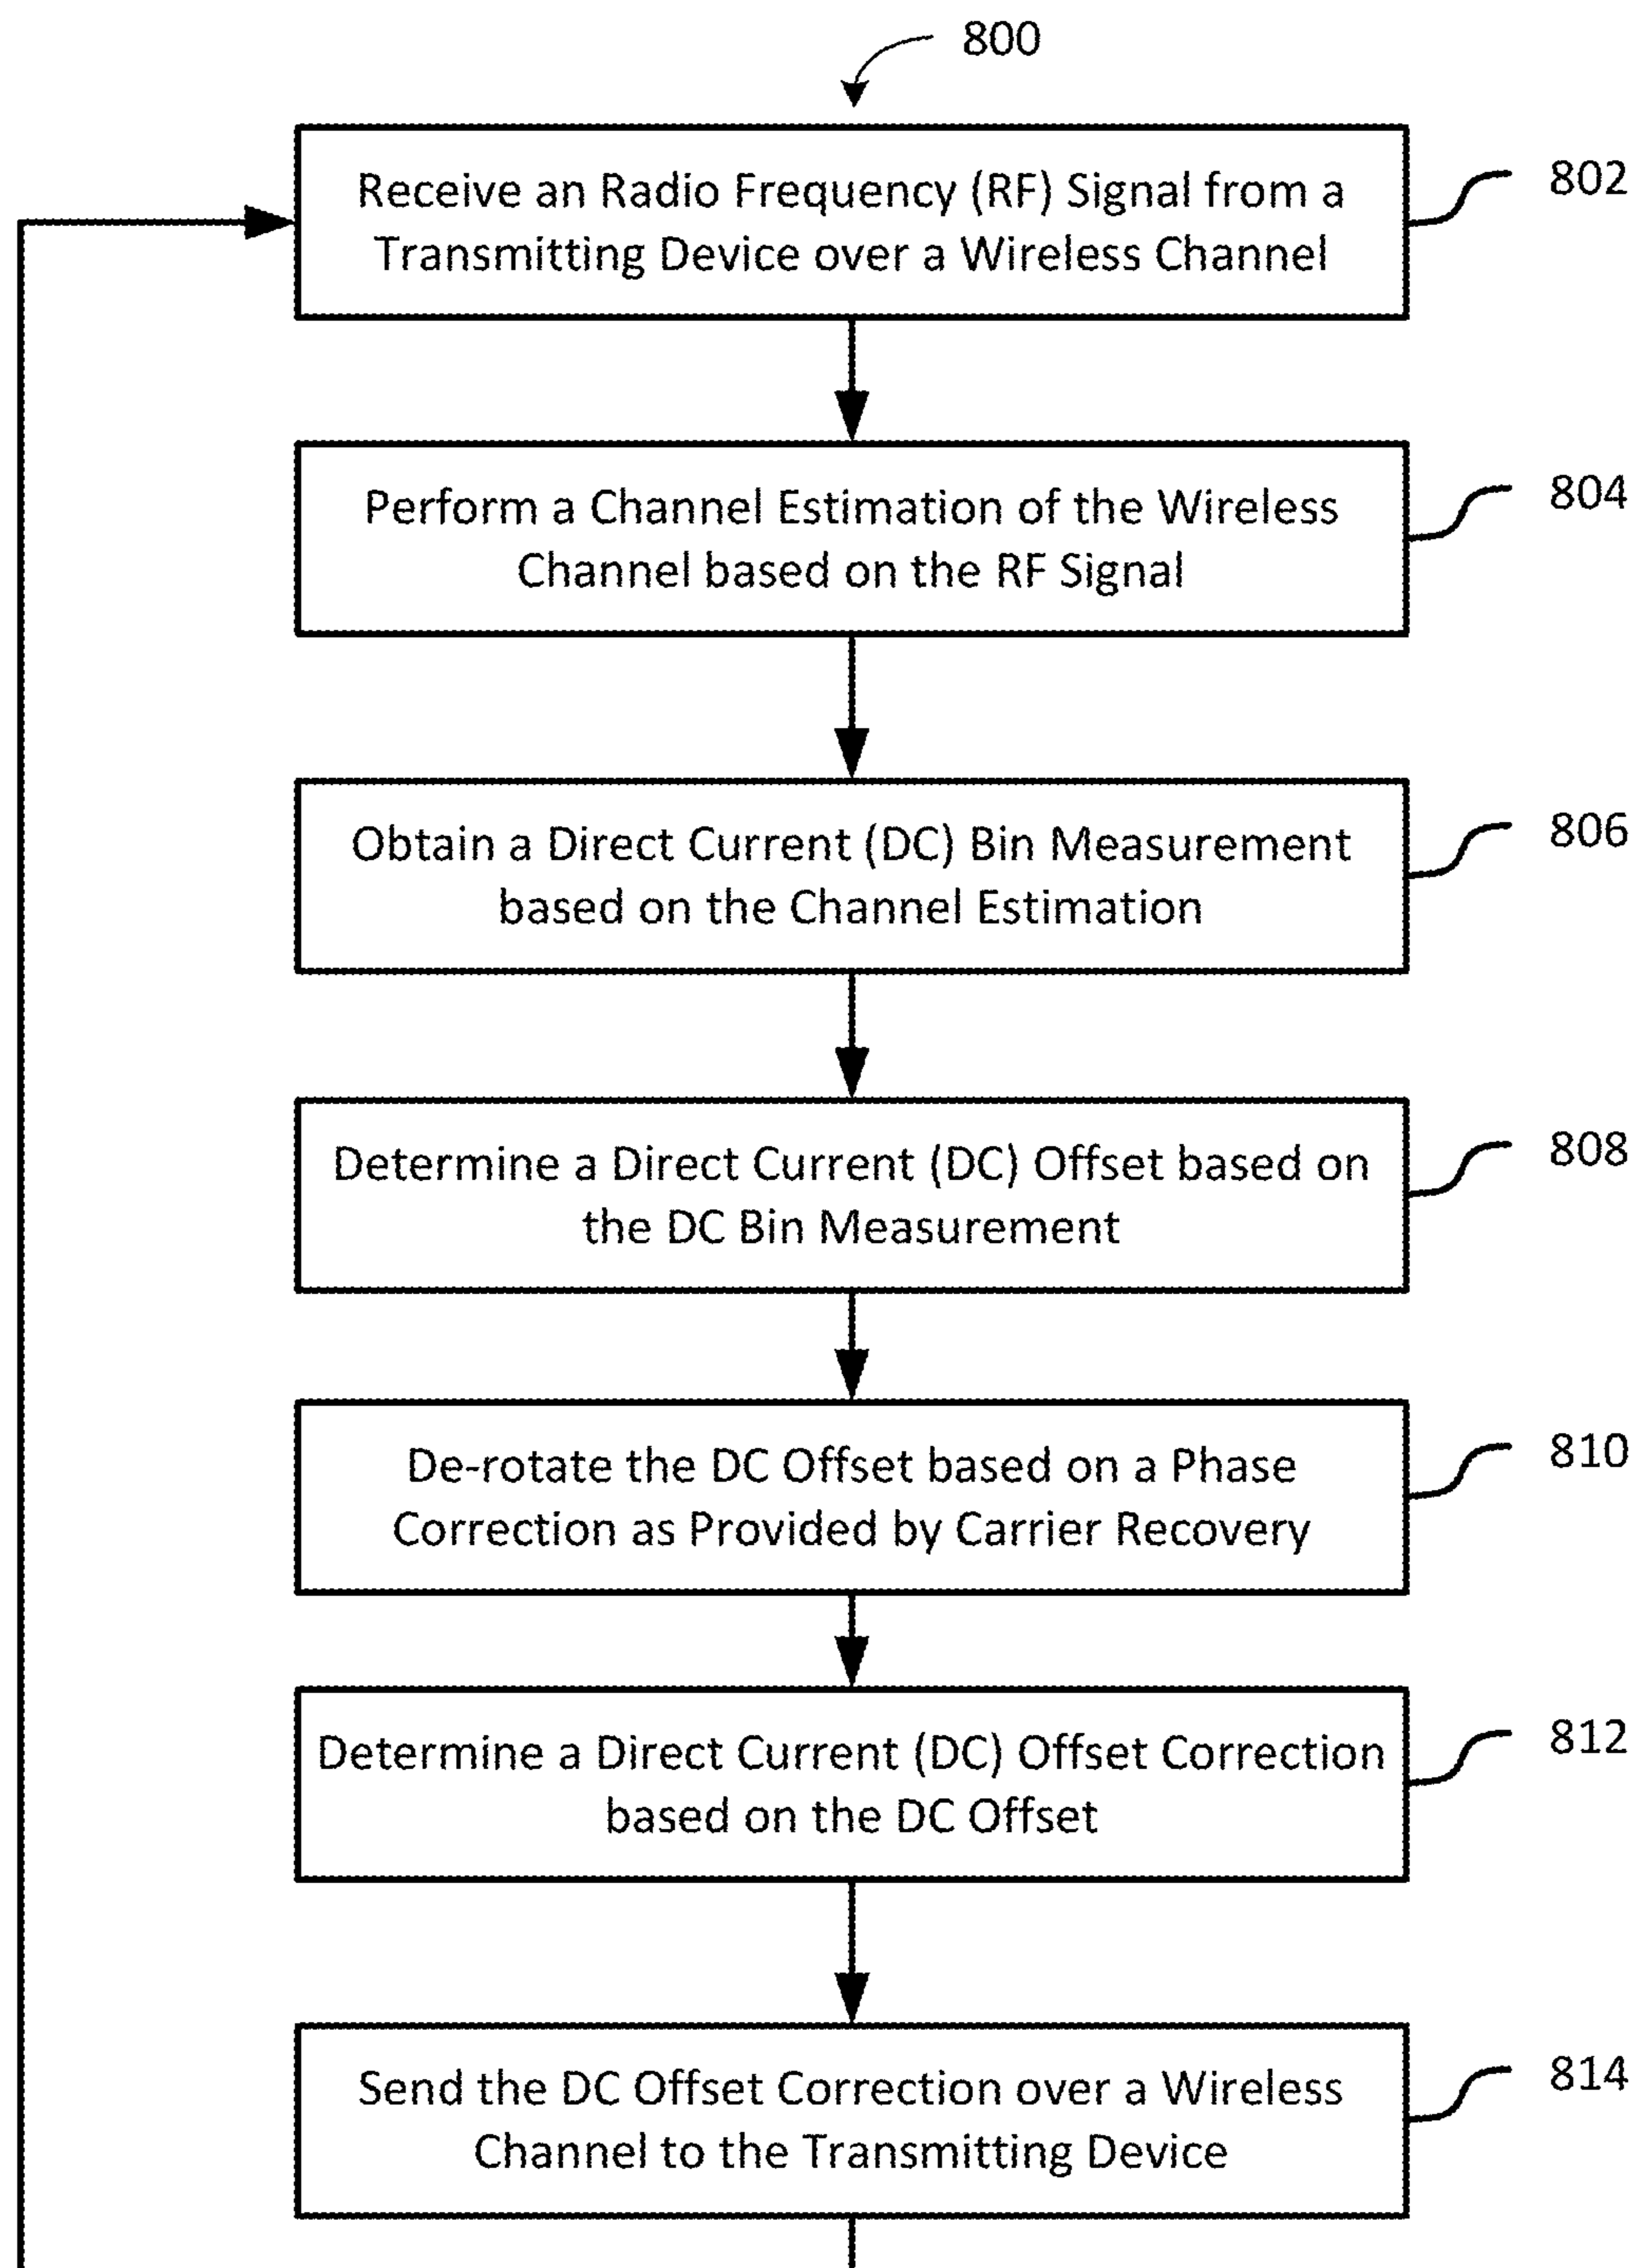 800
Receive an Radio Frequency (RF) Signal from a
Transmitting Device over a Wireless Channel
802
Perform a Channel Estimation of the Wireless
Channel based on the RF Signal
804
Obtain a Direct Current (DC) Bin Measurement
based on the Channel Estimation
806
Determine a Direct Current (DC) Offset based on
the DC Bin Measurement
808
De-rotate the DC Offset based on a Phase
Correction as Provided by Carrier Recovery
810
Determine a Direct Current (DC) Offset Correction
based on the DC Offset
812
Send the DC Offset Correction over a Wireless
Channel to the Transmitting Device
814